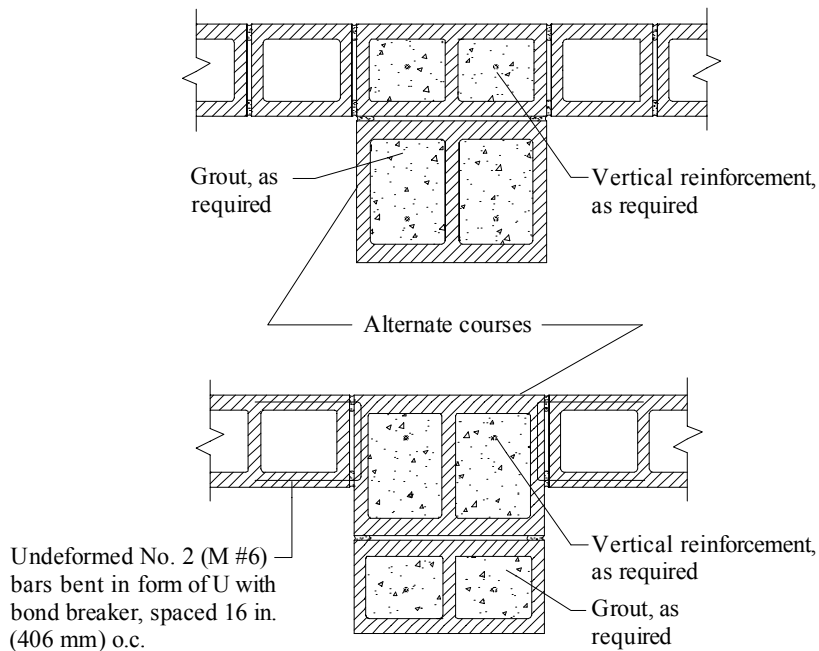 Grout, as
required
Vertical reinforcement,
as required
Alternate courses
Undeformed No. 2 (M #6)
bars bent in form of U with
bond breaker, spaced 16 in.
(406 mm) o.c.
Vertical reinforcement,
as required
Grout, as
required